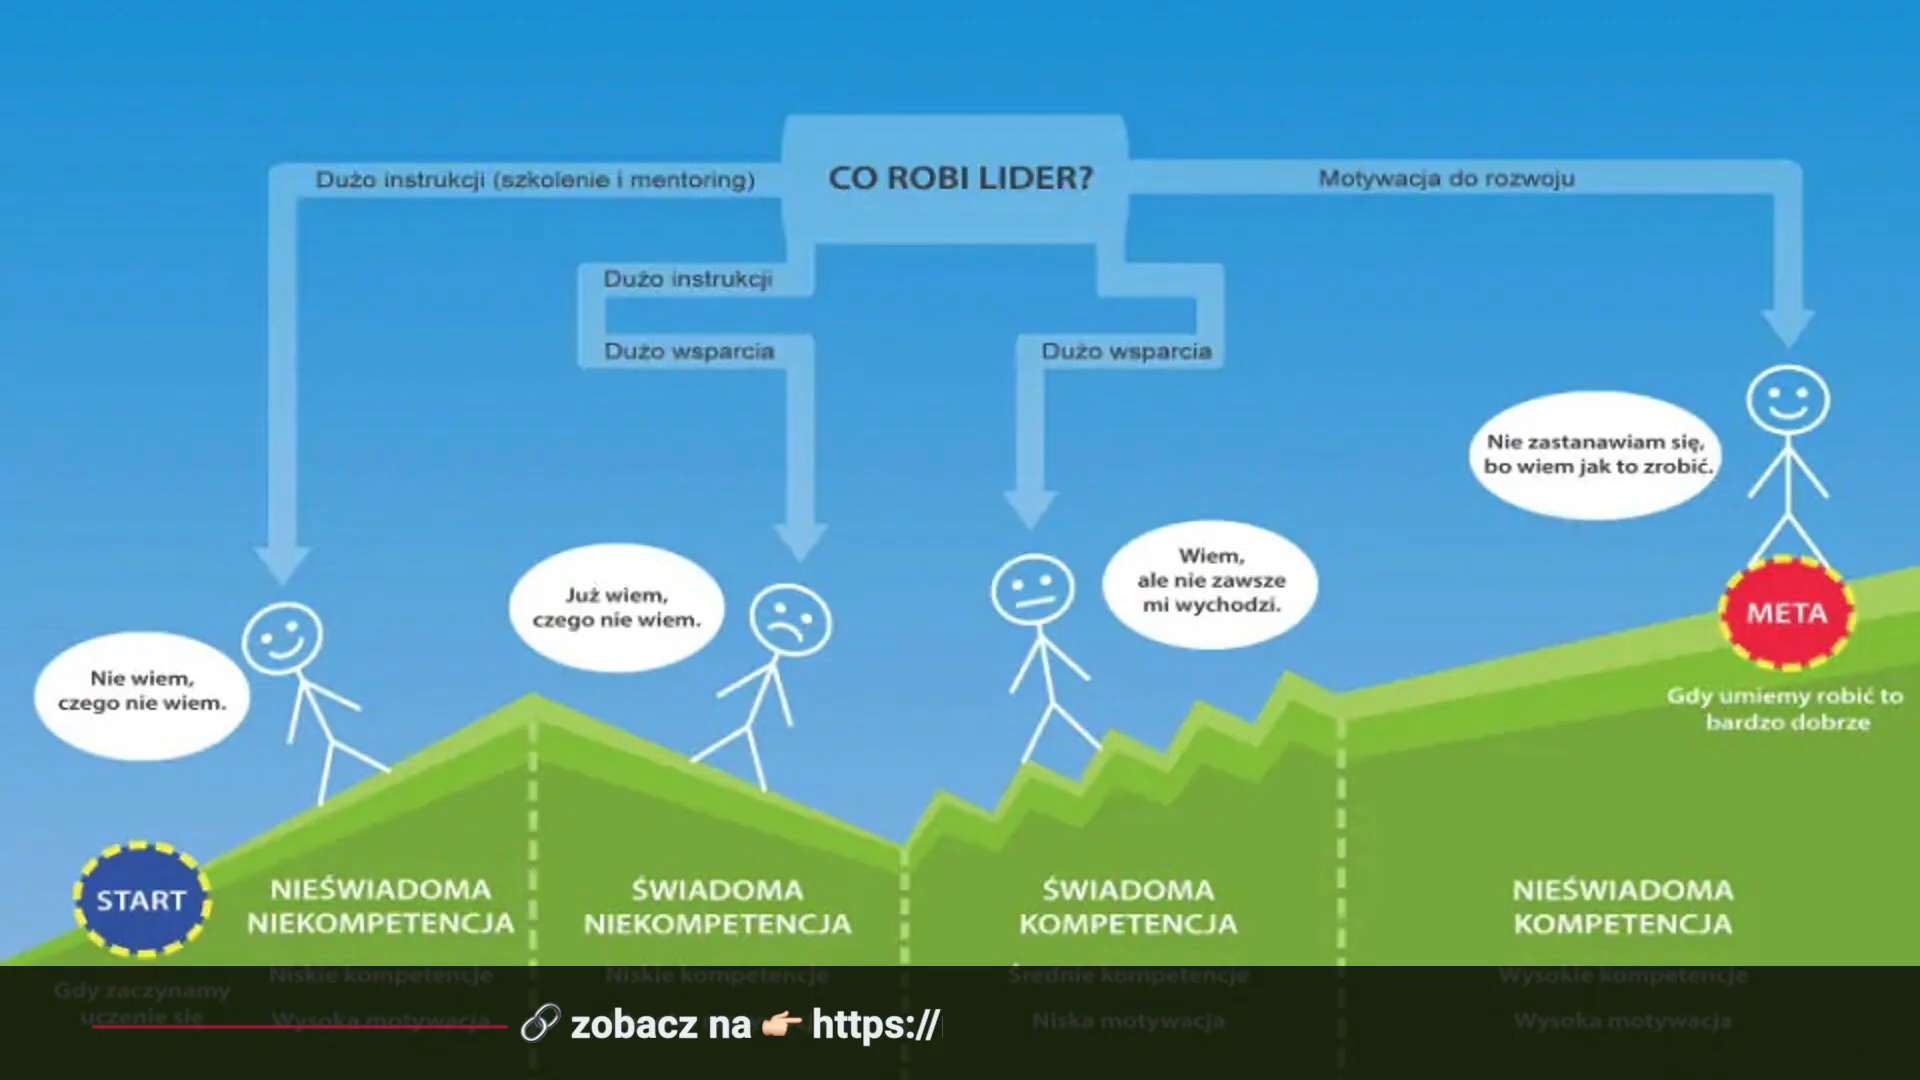 CO ROBI LIDER?
Dużo instrukcji (szkolenie i mentoring)
Motywacja do rozwoju
Dużo instrukcji
Dużo wsparcia
Dużo wsparcia
Nie zastanawiam się,
bo wiem jak to zrobić.
Wiem,
ale nie zawsze
mi wychodzi.
Już wiem,
czego nie wiem.
Nie wiem,
czego nie wiem.
META
Gdy umiemy robić to
bardzo dobrze
START
NIEŚWIADOMA
NIEKOMPETENCJA
ŚWIADOMA
NIEKOMPETENCJA
ŚWIADOMA
KOMPETENCJA
NIEŚWIADOMA
KOMPETENCJA
Gdy zaczynamy
uczenie się
Niskie kompetencje
Wysoka motywacja
Niskie kompetencje
Średnie kompetencje
Niska motywacja
Wysokie kompetencje
Wysoka motywacja
🔗 zobacz na 👉🏻 https://